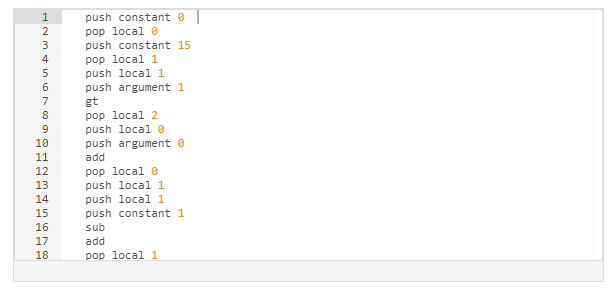 1 push constant 0
2 pop local 0
3 push constant 15
4 pop local 1
5 push local 1
6 push argument 1
7 gt
8 pop local 2
9 push local 0
10 push argument 0
11 add
12 pop local 0
13 push local 1
14 push local 1
15 push constant 1
16 sub
17 add
18 pop local 1